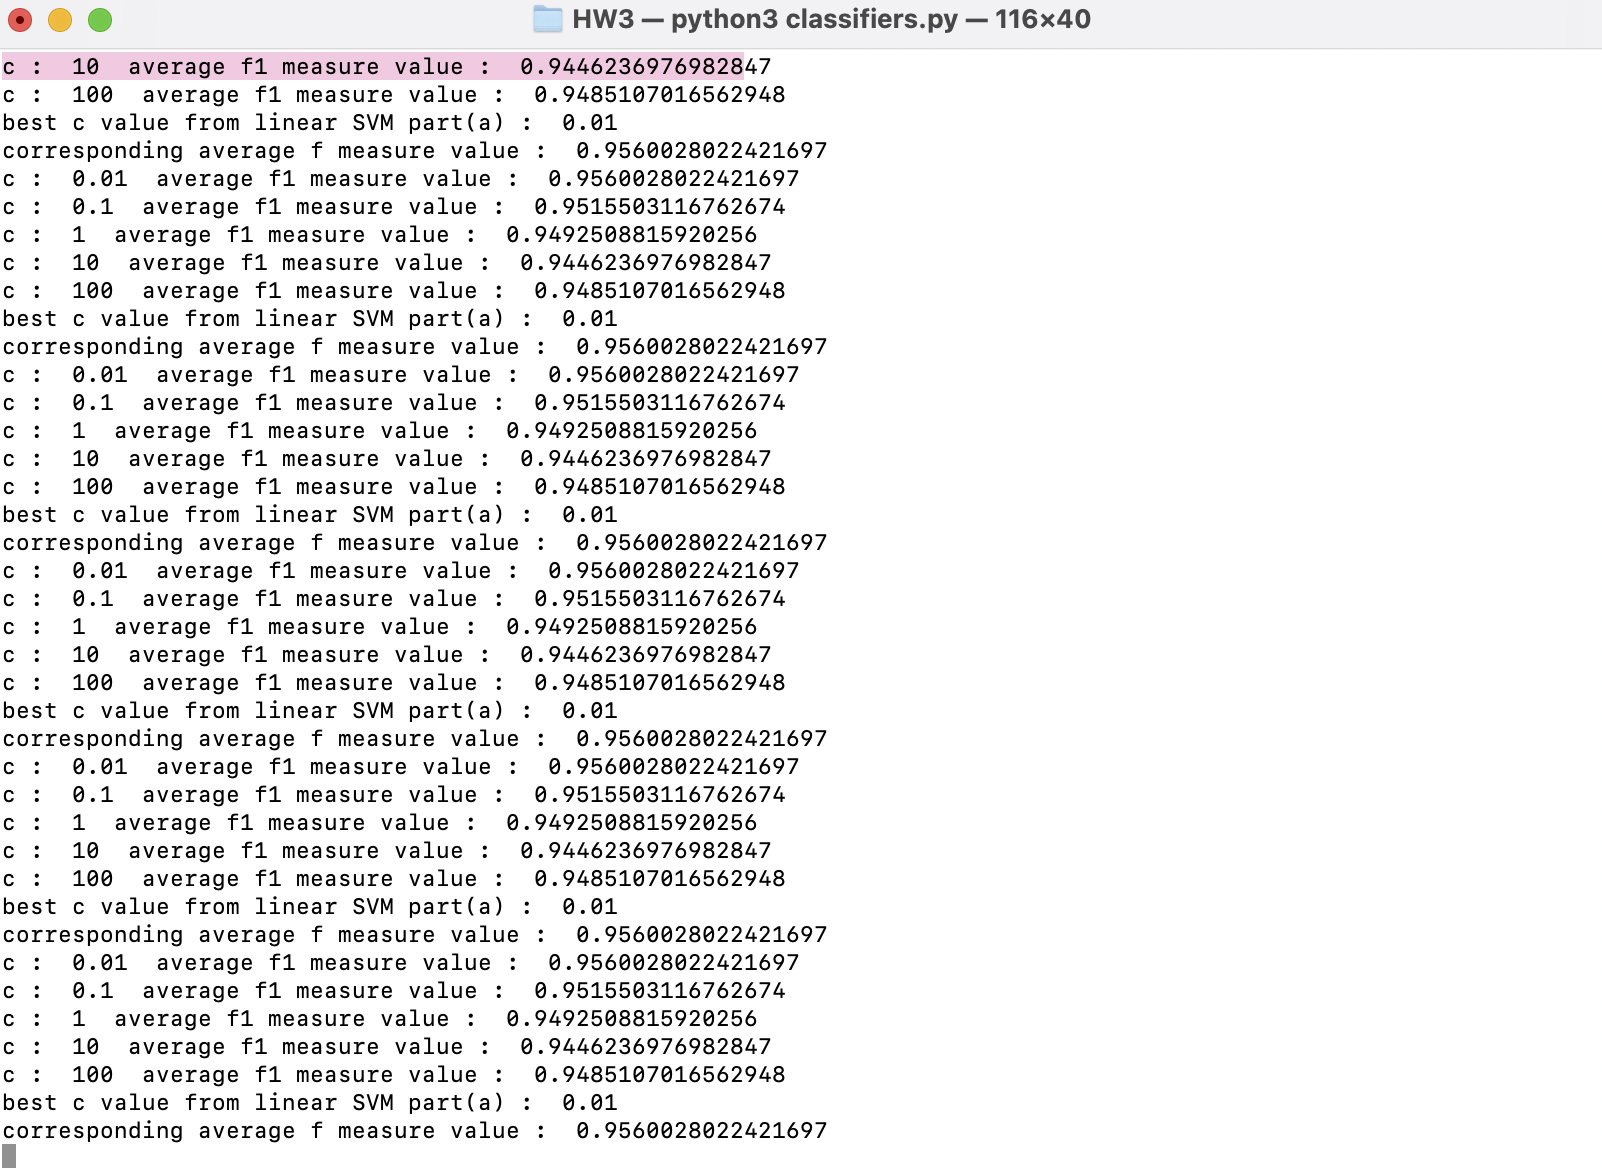 HW3 — python3 classifiers.py — 116×40
c :  10  average f1 measure value :  0.9446236976982847
c :  100  average f1 measure value :  0.9485107016562948
best c value from linear SVM part(a) :  0.01
corresponding average f measure value :  0.9560028022421697
c :  0.01  average f1 measure value :  0.9560028022421697
c :  0.1  average f1 measure value :  0.9515503116762674
c :  1  average f1 measure value :  0.9492508815920256
c :  10  average f1 measure value :  0.9446236976982847
c :  100  average f1 measure value :  0.9485107016562948
best c value from linear SVM part(a) :  0.01
corresponding average f measure value :  0.9560028022421697
c :  0.01  average f1 measure value :  0.9560028022421697
c :  0.1  average f1 measure value :  0.9515503116762674
c :  1  average f1 measure value :  0.9492508815920256
c :  10  average f1 measure value :  0.9446236976982847
c :  100  average f1 measure value :  0.9485107016562948
best c value from linear SVM part(a) :  0.01
corresponding average f measure value :  0.9560028022421697
c :  0.01  average f1 measure value :  0.9560028022421697
c :  0.1  average f1 measure value :  0.9515503116762674
c :  1  average f1 measure value :  0.9492508815920256
c :  10  average f1 measure value :  0.9446236976982847
c :  100  average f1 measure value :  0.9485107016562948
best c value from linear SVM part(a) :  0.01
corresponding average f measure value :  0.9560028022421697
c :  0.01  average f1 measure value :  0.9560028022421697
c :  0.1  average f1 measure value :  0.9515503116762674
c :  1  average f1 measure value :  0.9492508815920256
c :  10  average f1 measure value :  0.9446236976982847
c :  100  average f1 measure value :  0.9485107016562948
best c value from linear SVM part(a) :  0.01
corresponding average f measure value :  0.9560028022421697
c :  0.01  average f1 measure value :  0.9560028022421697
c :  0.1  average f1 measure value :  0.9515503116762674
c :  1  average f1 measure value :  0.9492508815920256
c :  10  average f1 measure value :  0.9446236976982847
c :  100  average f1 measure value :  0.9485107016562948
best c value from linear SVM part(a) :  0.01
corresponding average f measure value :  0.9560028022421697